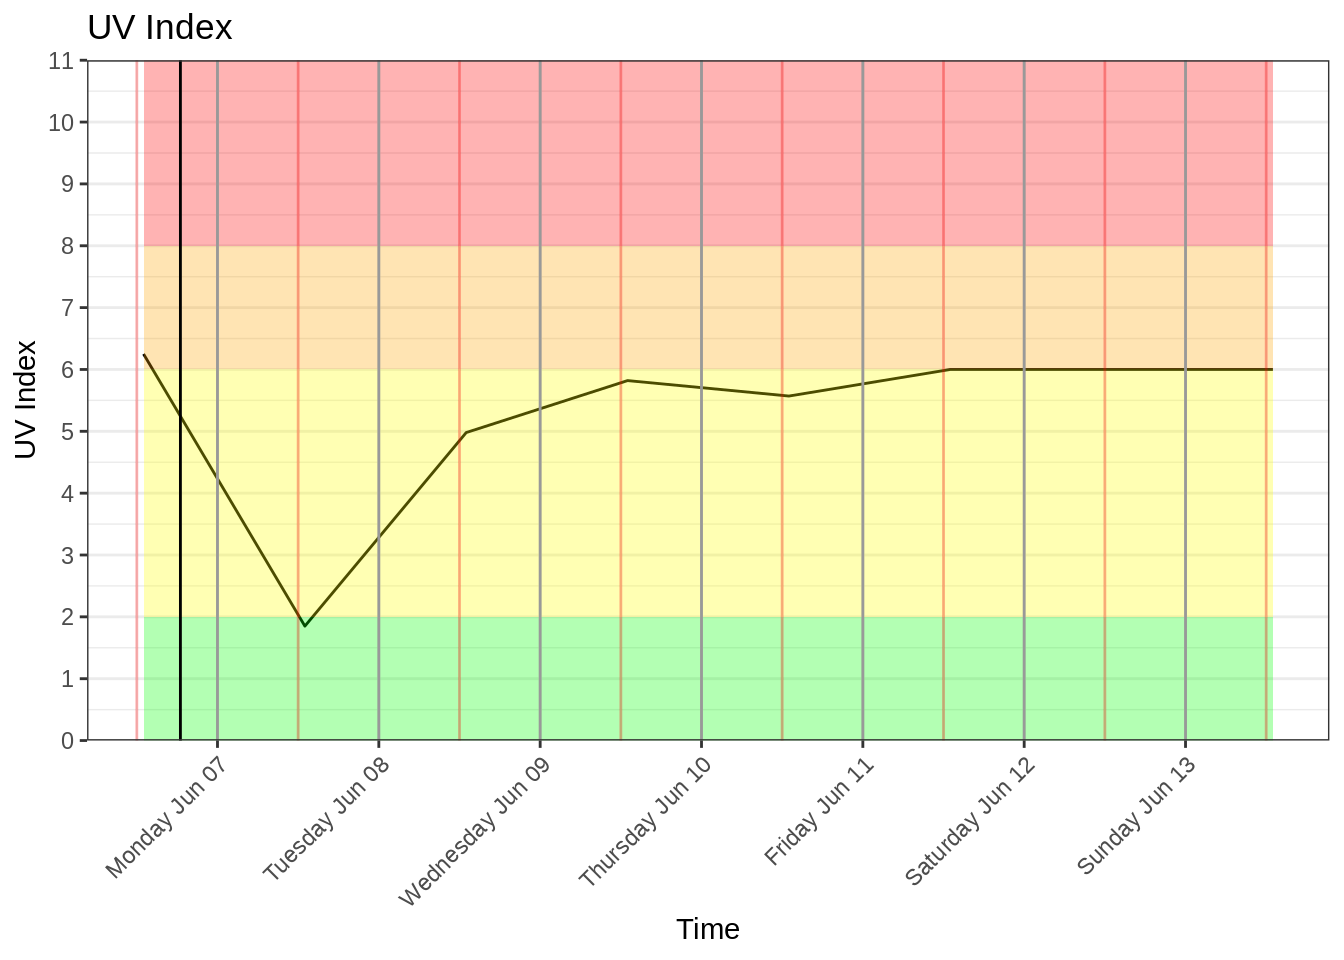 UV Index
11
10
9
8
7
6
5
4
3
2
1
0
UV Index
Monday Jun 07
Tuesday Jun 08
Wednesday Jun 09
Thursday Jun 10
Friday Jun 11
Saturday Jun 12
Sunday Jun 13
Time